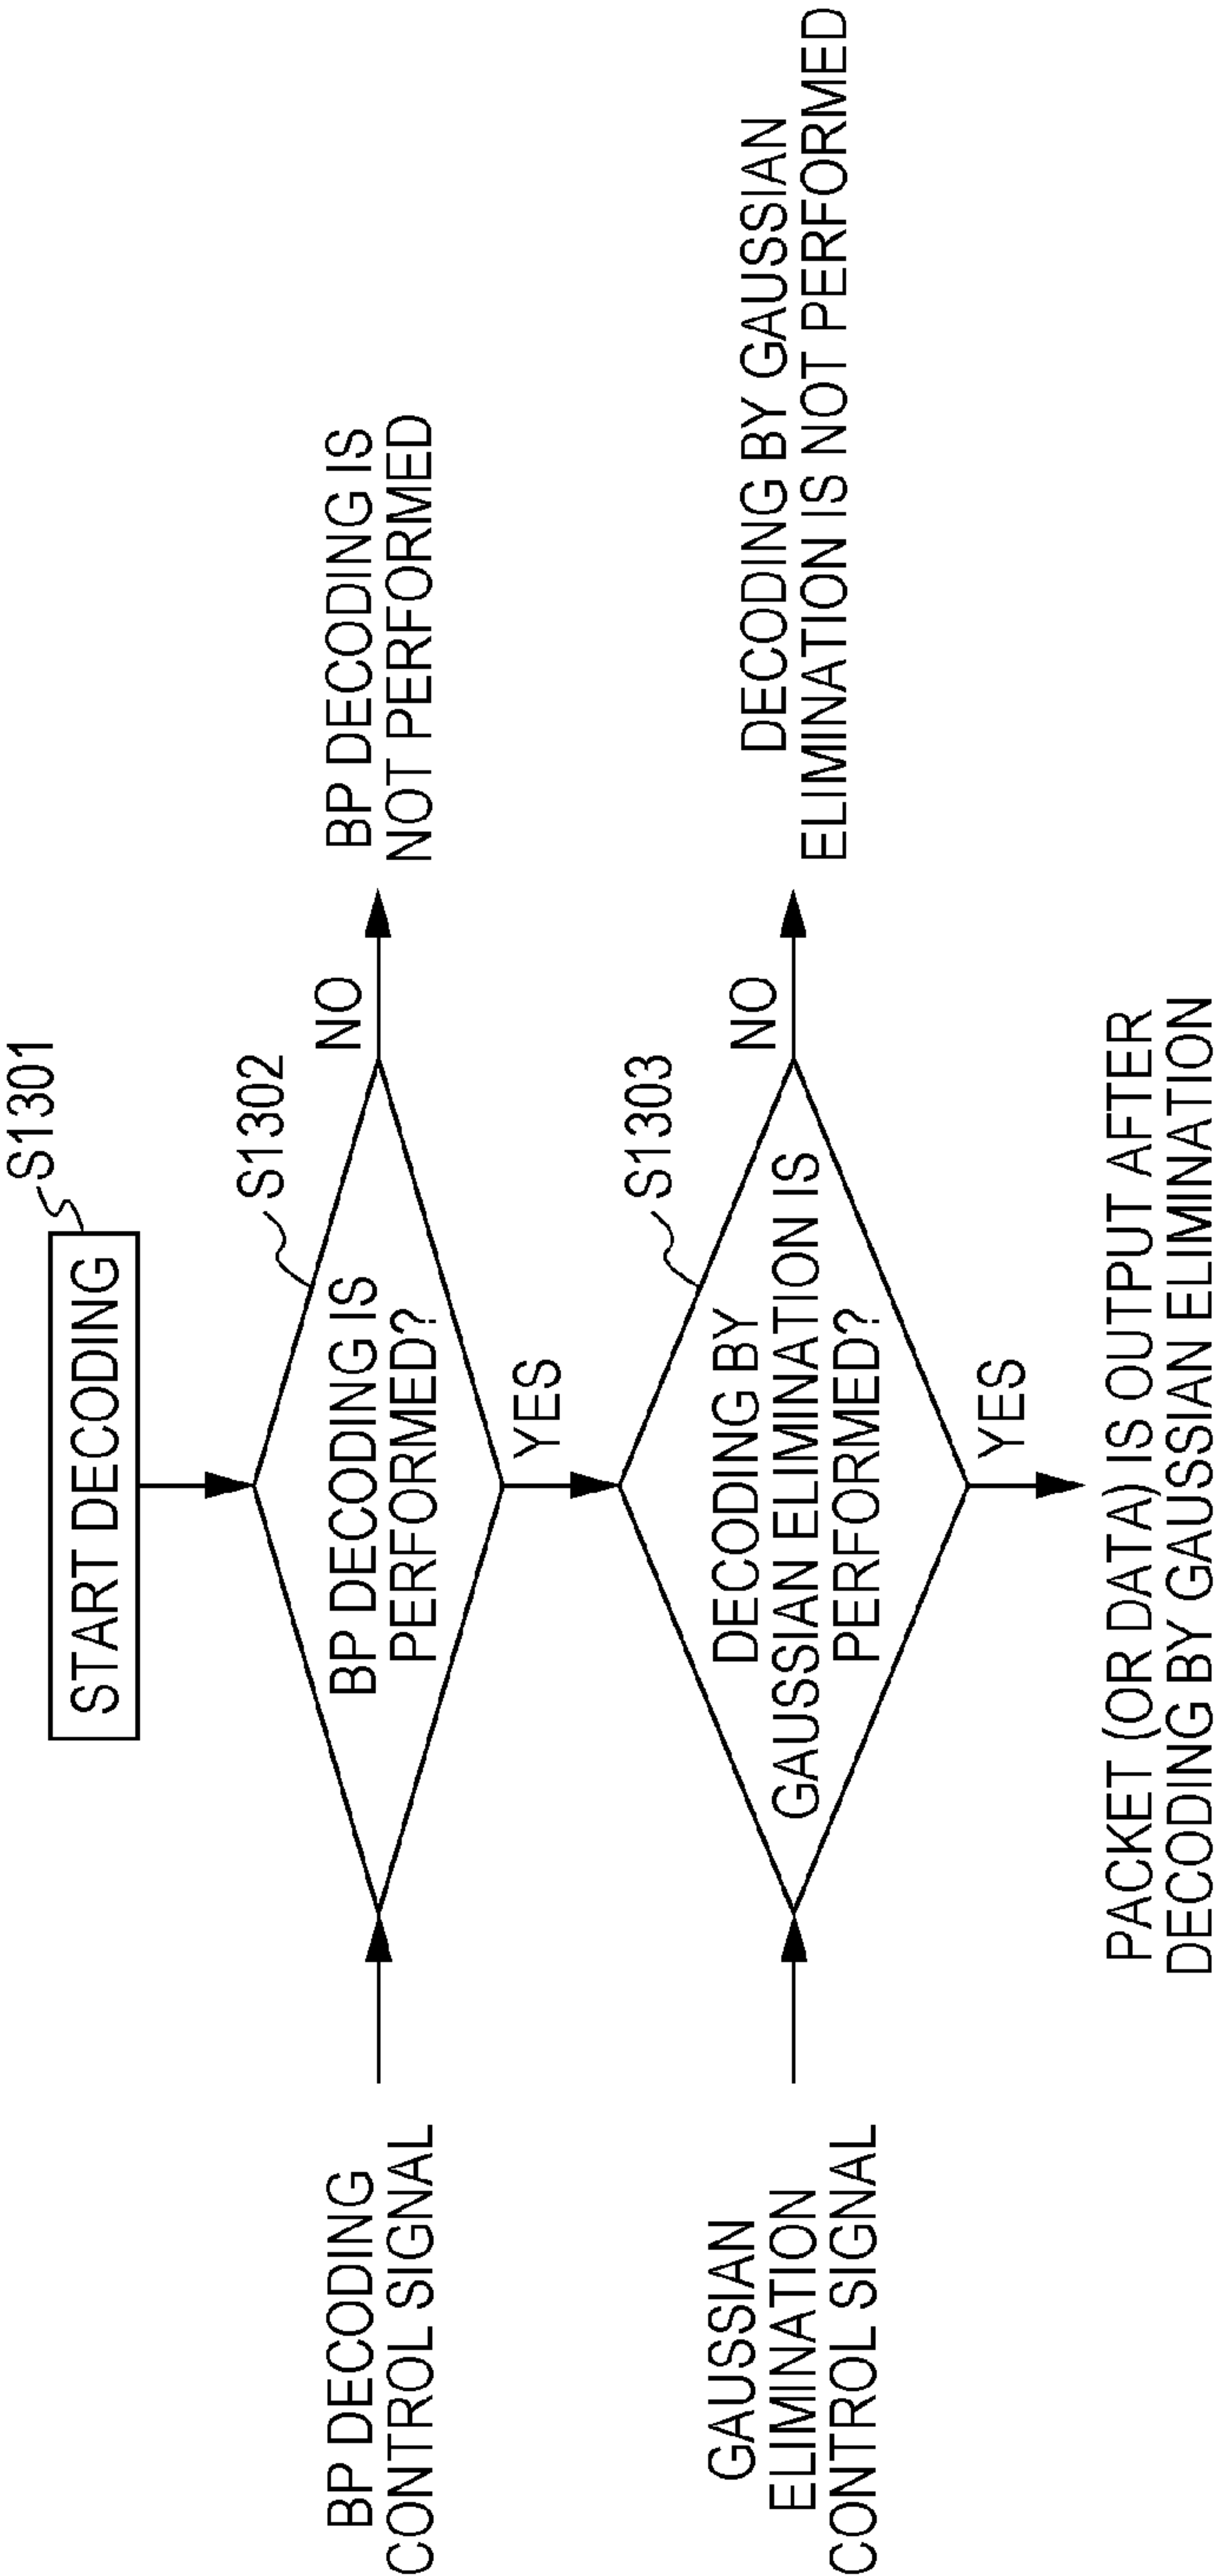 S1301
START DECODING
S1302
BP DECODING
CONTROL SIGNAL
BP DECODING IS
PERFORMED?
NO
BP DECODING IS
NOT PERFORMED
YES
S1303
GAUSSIAN
ELIMINATION
CONTROL SIGNAL
DECODING BY
GAUSSIAN ELIMINATION IS
PERFORMED?
NO
DECODING BY GAUSSIAN
ELIMINATION IS NOT PERFORMED
YES
PACKET (OR DATA) IS OUTPUT AFTER
DECODING BY GAUSSIAN ELIMINATION